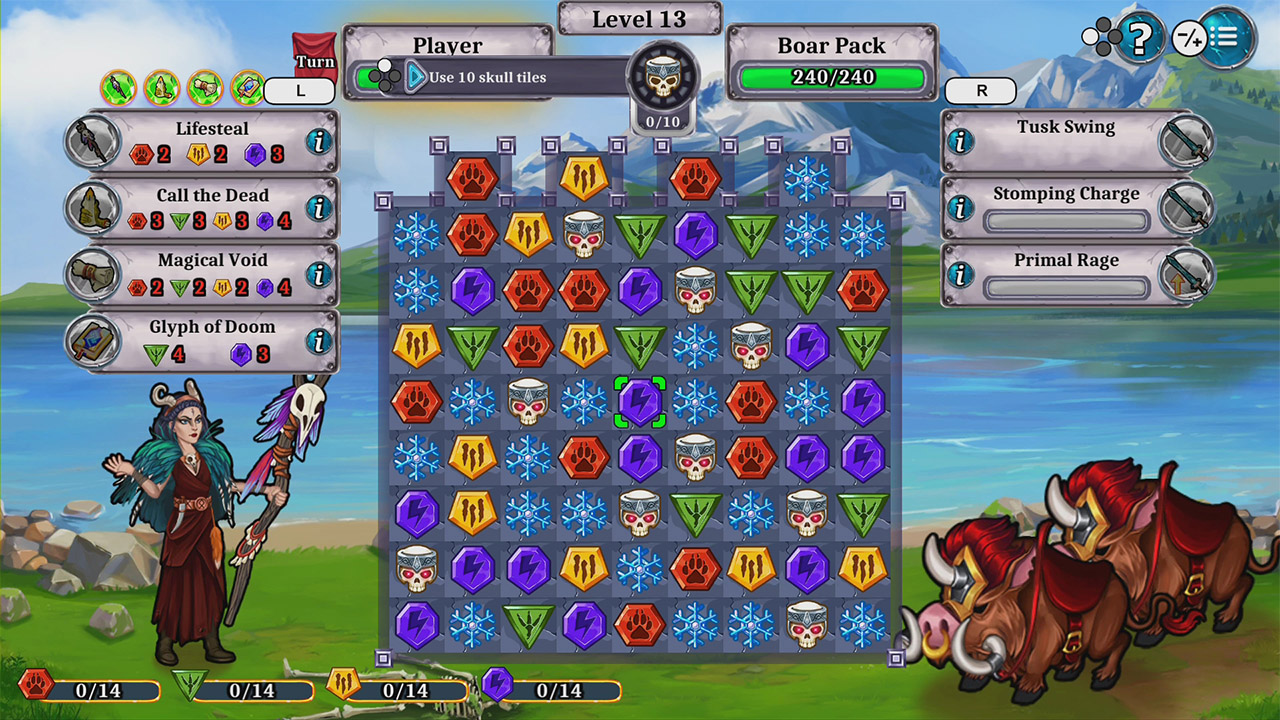 Level 13
Player
Boar Pack
?
-/+
Turn
Use 10 skull tiles
240/240
L
R
0/10
Lifesteal
2 2 3
i
Call the Dead
3 3 3 4
i
Magical Void
2 2 2 4
i
Glyph of Doom
4 3
i
Tusk Swing
i
Stomping Charge
i
Primal Rage
i
0/14
0/14
0/14
0/14